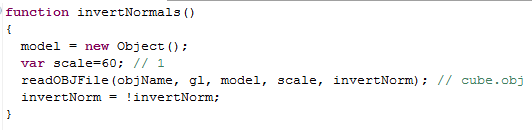 function invertNormals()
{
model = new Object();
var scale=60; // 1
readOBJFile(objName, gl, model, scale, invertNorm); // cube.obj
invertNorm = !invertNorm;
}